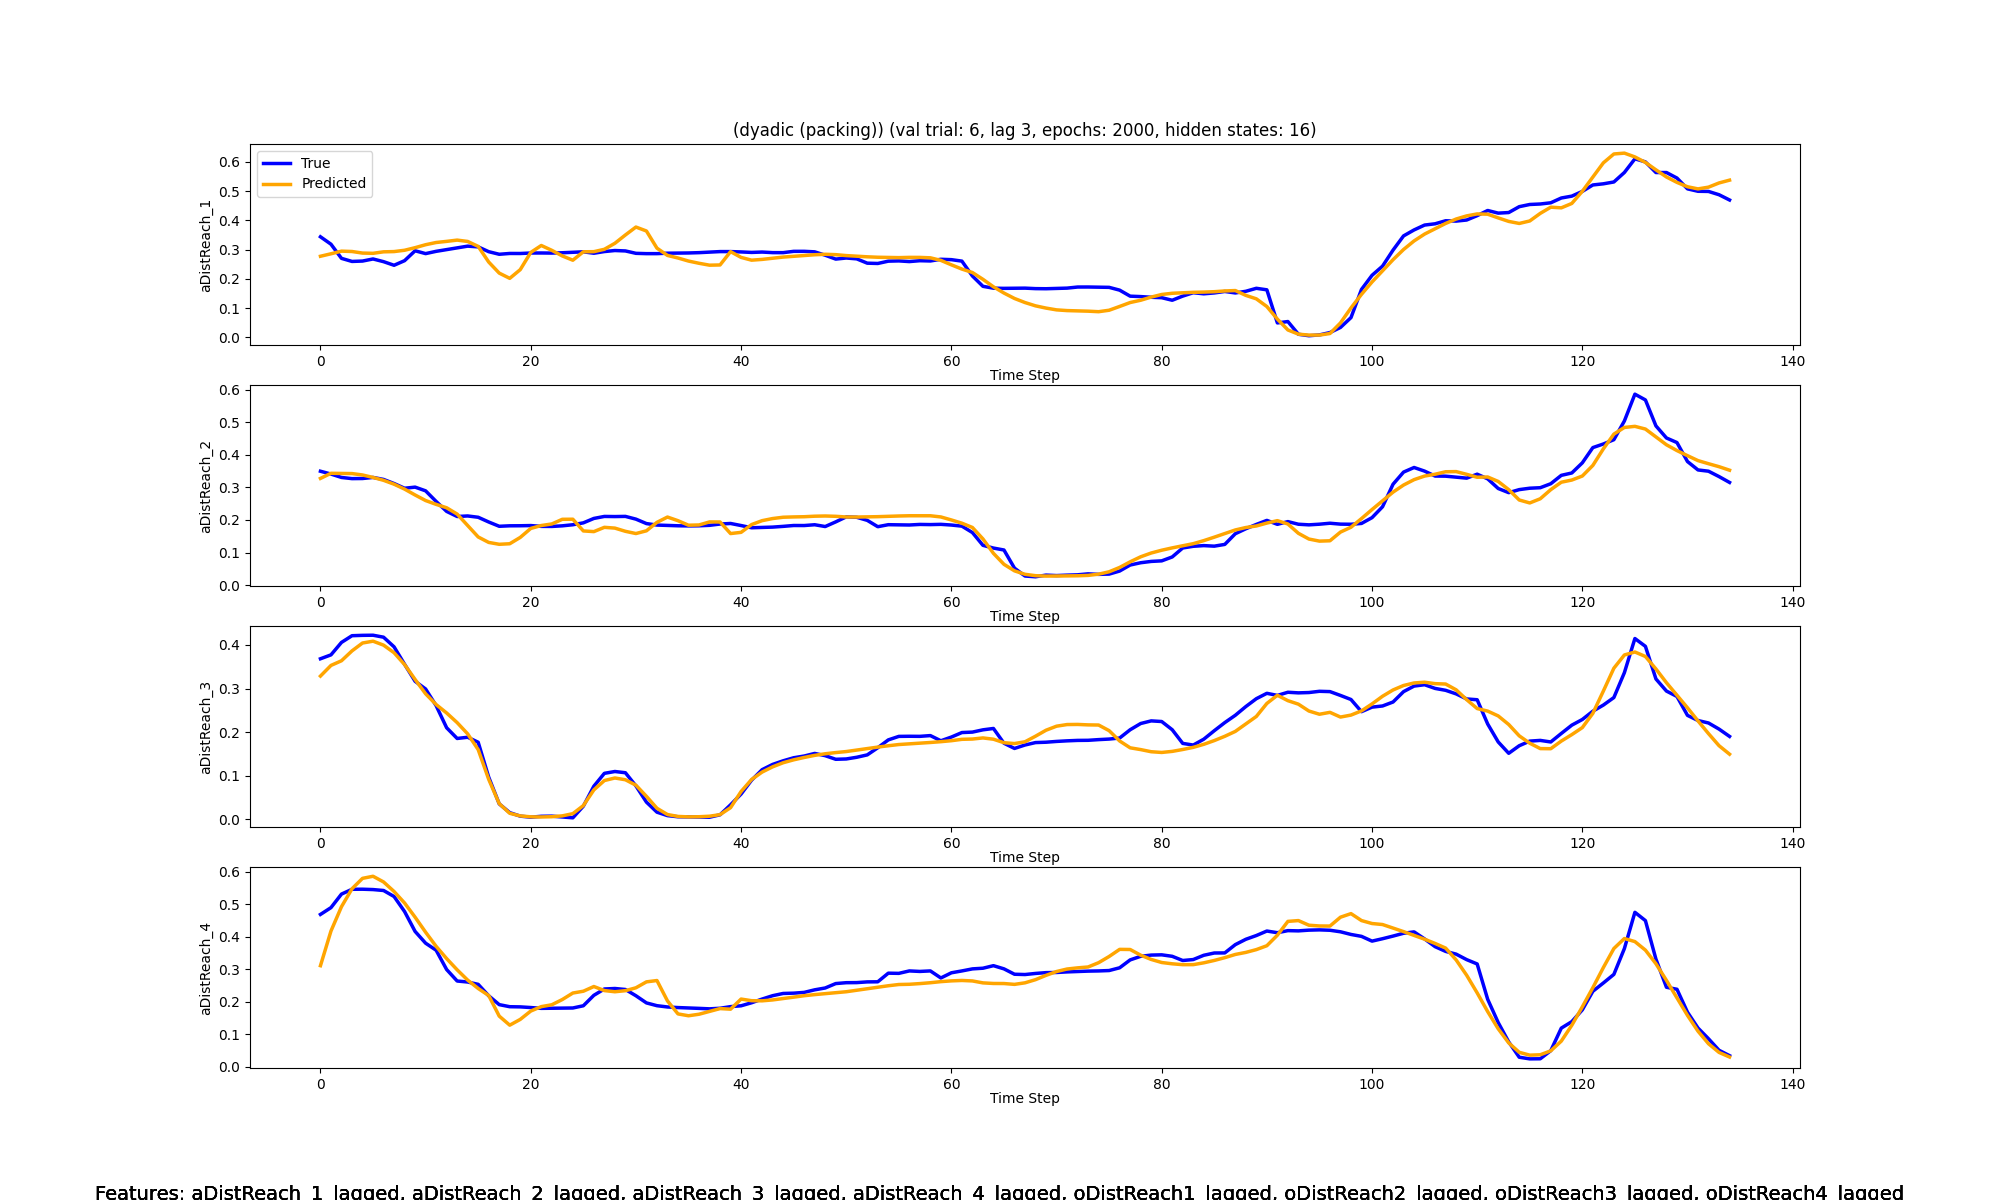 (dyadic (packing)) (val trial: 6, lag 3, epochs: 2000, hidden states: 16)
True
Predicted
aDistReach_1
0.6
0.5
0.4
0.3
0.2
0.1
0.0
0 20 40 60 80 100 120 140
Time Step
aDistReach_2
0.6
0.5
0.4
0.3
0.2
0.1
0.0
0 20 40 60 80 100 120 140
Time Step
aDistReach_3
0.4
0.3
0.2
0.1
0.0
0 20 40 60 80 100 120 140
Time Step
aDistReach_4
0.6
0.5
0.4
0.3
0.2
0.1
0.0
0 20 40 60 80 100 120 140
Time Step
Features: aDistReach_1_lagged, aDistReach_2_lagged, aDistReach_3_lagged, aDistReach_4_lagged, oDistReach1_lagged, oDistReach2_lagged, oDistReach3_lagged, oDistReach4_lagged